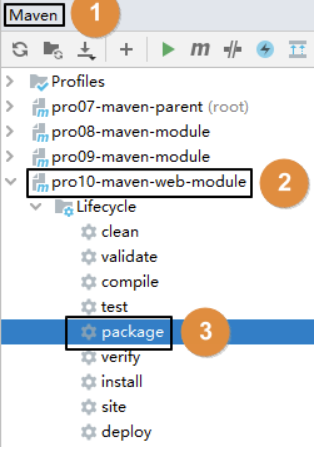 Maven 1
m
Profiles
pro07-maven-parent (root)
pro08-maven-module
pro09-maven-module
pro10-maven-web-module 2
Lifecycle
clean
validate
compile
test
package 3
verify
install
site
deploy